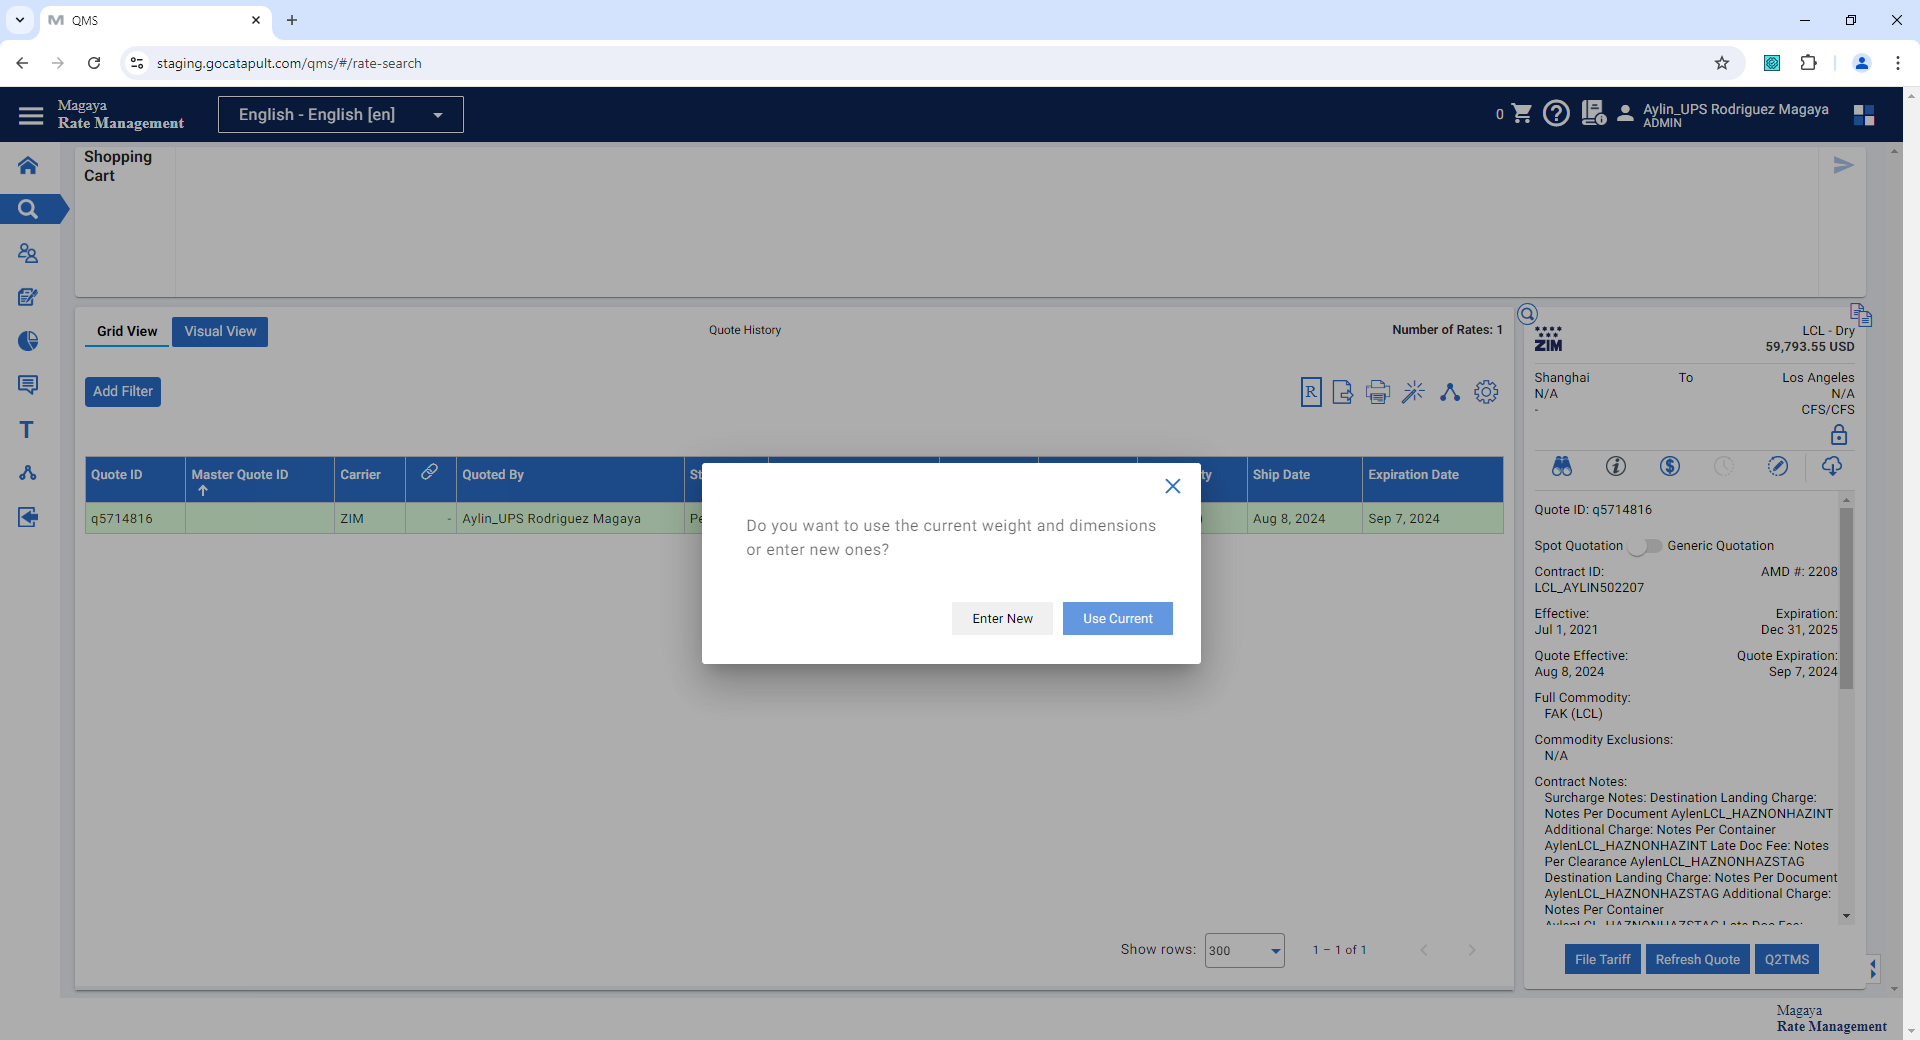 QMS
staging.gocatapult.com/qms/#/rate-search
Magaya
Rate Management
English - English [en]
0
Aylin_UPS Rodriguez Magaya
ADMIN
Shopping
Cart
Grid View
Visual View
Quote History
Number of Rates: 1
Add Filter
R
Quote ID
Master Quote ID
Carrier
Quoted By
St
ty
Ship Date
Expiration Date
q5714816
ZIM
-
Aylin_UPS Rodriguez Magaya
Pe
Aug 8, 2024
Sep 7, 2024
Do you want to use the current weight and dimensions
or enter new ones?
Enter New
Use Current
Show rows:
300
1 – 1 of 1
ZIM
LCL - Dry
59,793.55 USD
Shanghai
To
Los Angeles
N/A
N/A
-
CFS/CFS
Quote ID: q5714816
Spot Quotation
Generic Quotation
Contract ID:
AMD #: 2208
LCL_AYLIN502207
Effective:
Expiration:
Jul 1, 2021
Dec 31, 2025
Quote Effective:
Quote Expiration:
Aug 8, 2024
Sep 7, 2024
Full Commodity:
FAK (LCL)
Commodity Exclusions:
N/A
Contract Notes:
Surcharge Notes: Destination Landing Charge:
Notes Per Document AylenLCL_HAZNONHAZINT
Additional Charge: Notes Per Container
AylenLCL_HAZNONHAZINT Late Doc Fee: Notes
Per Clearance AylenLCL_HAZNONHAZSTAG
Destination Landing Charge: Notes Per Document
AylenLCL_HAZNONHAZSTAG Additional Charge:
Notes Per Container
AylenLCL_HAZNONHAZSTAG Late Doc Fee:
File Tariff
Refresh Quote
Q2TMS
Magaya
Rate Management